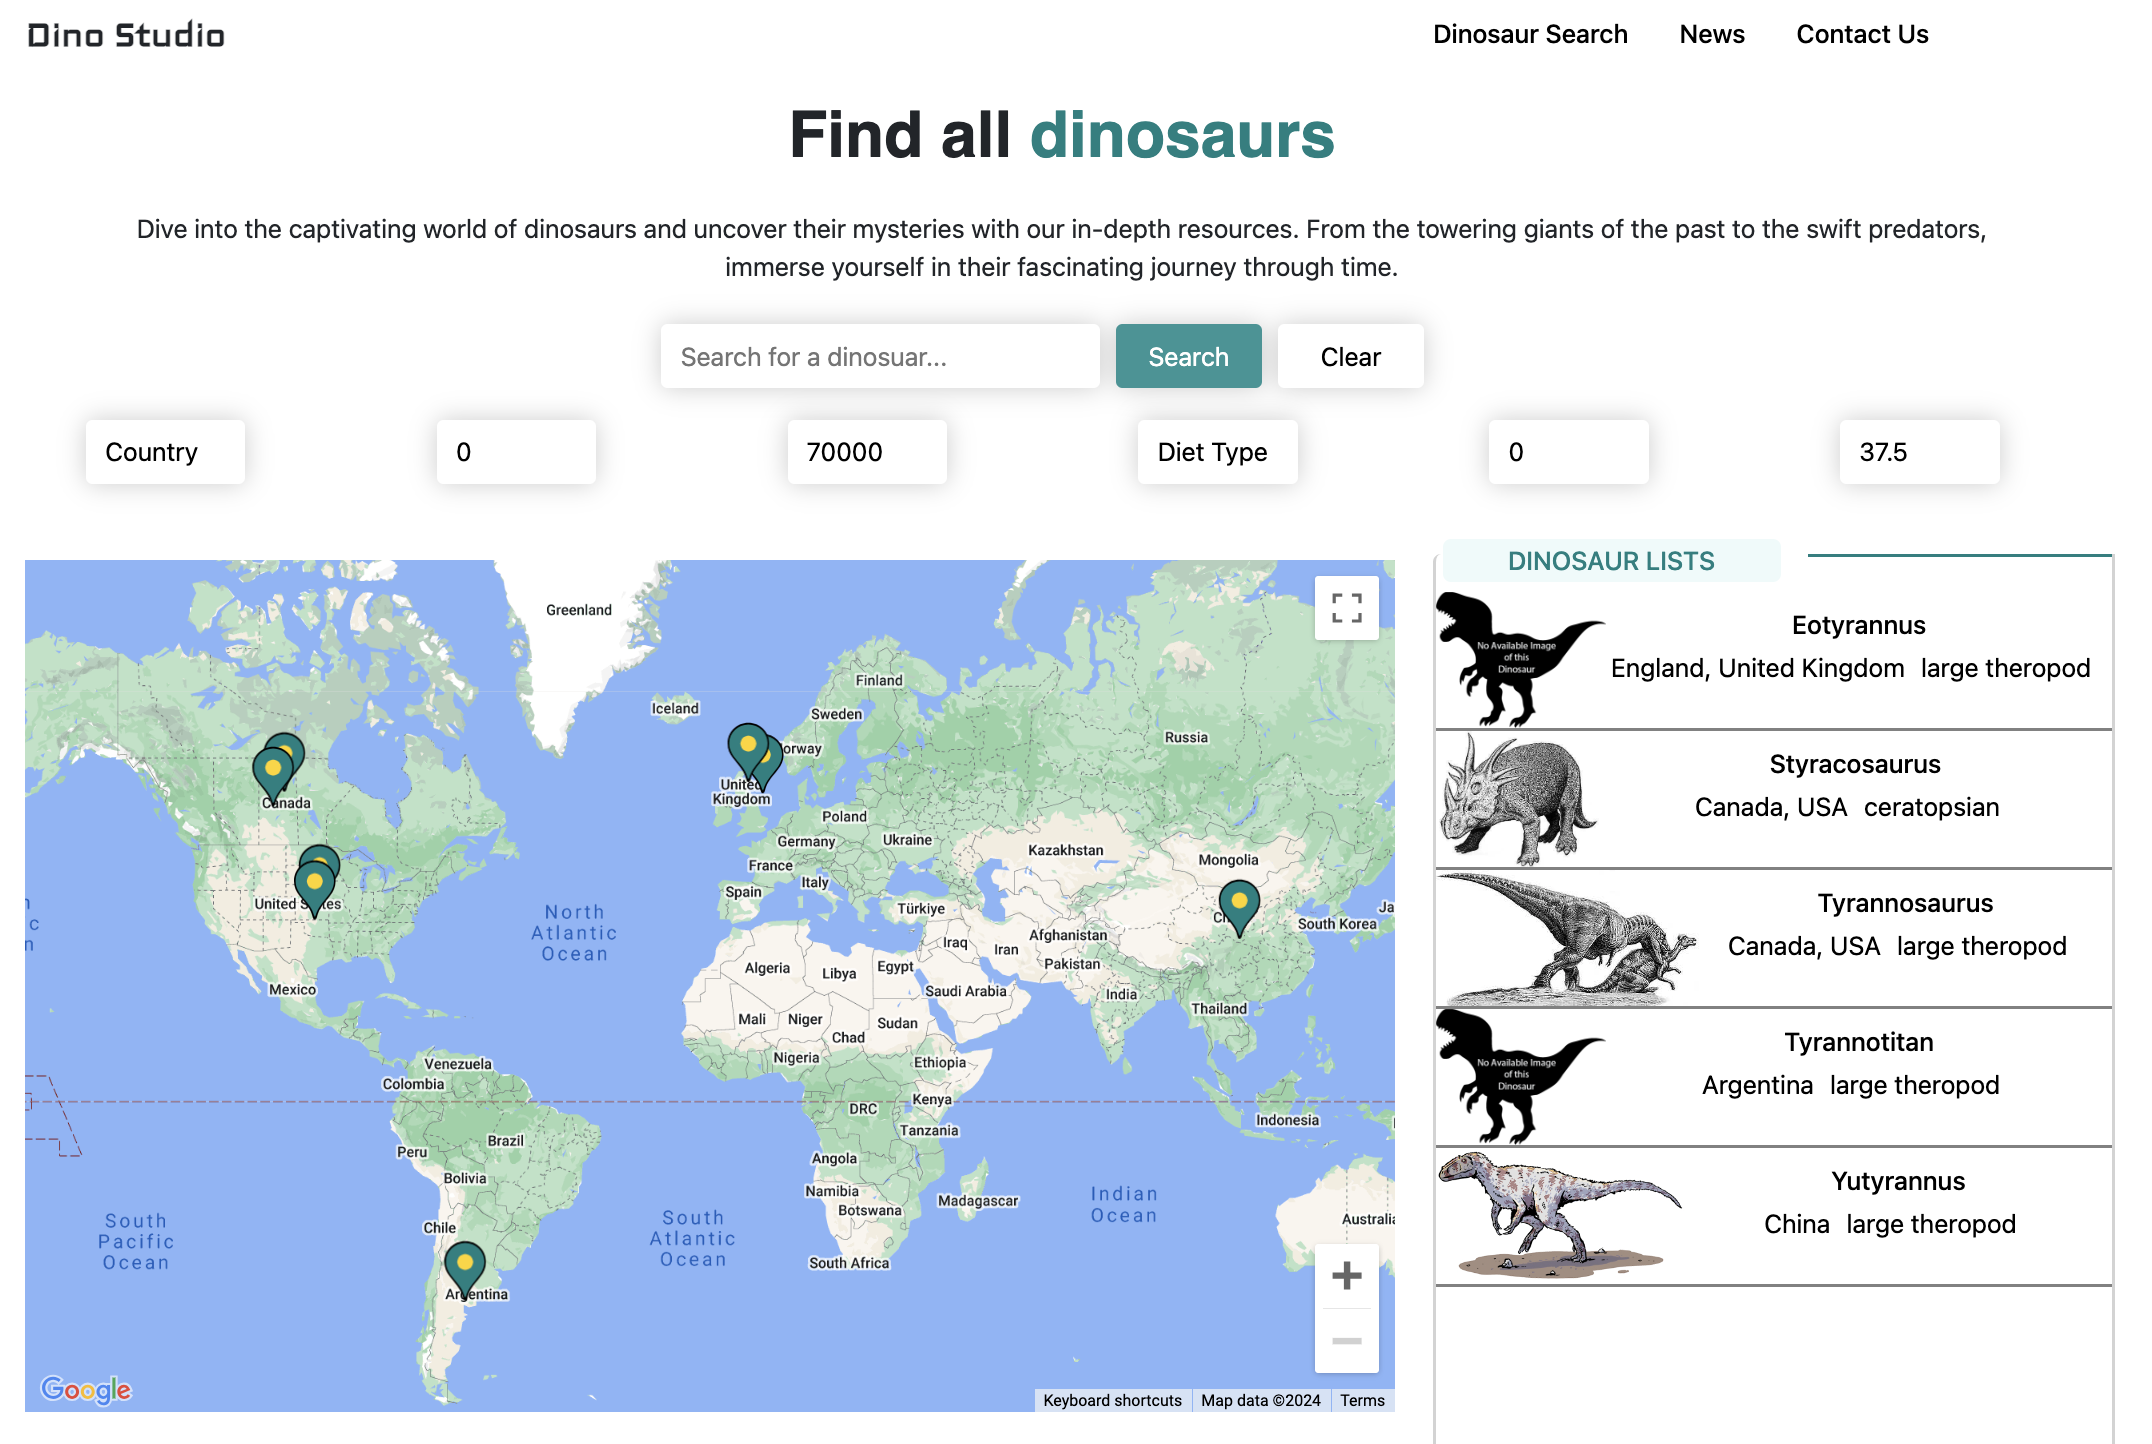 Dino Studio
Dinosaur Search
News
Contact Us
Find all dinosaurs
Dive into the captivating world of dinosaurs and uncover their mysteries with our in-depth resources. From the towering giants of the past to the swift predators,
immerse yourself in their fascinating journey through time.
Search for a dinosuar...
Search
Clear
Country
0
70000
Diet Type
0
37.5
Greenland
Iceland
Finland
Sweden
orway
Russia
United
Kingdom
Canada
Poland
Germany
Ukraine
France
Kazakhstan
Mongolia
Italy
Spain
United
Türkiye
South Korea
Ja
North
Atlantic
Ocean
Iraq
Iran
Afghanistan
Pakistan
Algeria
Libya
Egypt
Saudi Arabia
Mexico
India
Thailand
Mali
Niger
Chad
Sudan
Nigeria
Ethiopia
Venezuela
Colombia
DRC
Kenya
Tanzania
Indonesia
Brazil
Peru
Bolivia
Angola
Namibia
Botswana
Madagascar
Indian
Ocean
South
Pacific
Ocean
Chile
South
Atlantic
Ocean
South Africa
Australia
Argentina
Google
Keyboard shortcuts
Map data ©2024
Terms
DINOSAUR LISTS
No Available Image
of this
Dinosaur
Eotyrannus
England, United Kingdom large theropod
Styracosaurus
Canada, USA ceratopsian
Tyrannosaurus
Canada, USA large theropod
No Available Image
of this
Dinosaur
Tyrannotitan
Argentina large theropod
Yutyrannus
China large theropod